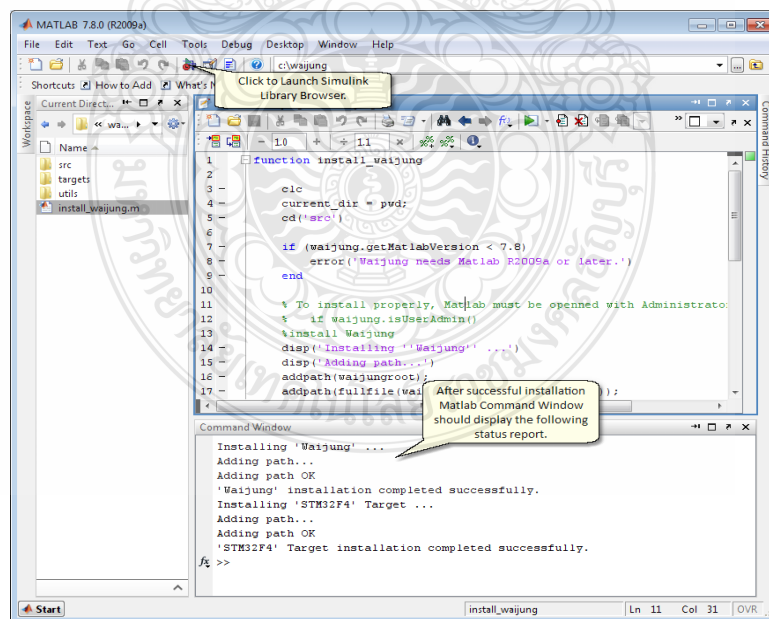 MATLAB 7.8.0 (R2009a)
File Edit Text Go Cell Tools Debug Desktop Window Help
c:\waijung
Shortcuts How to Add What's N
Click to Launch Simulink
Library Browser.
Workspace
Current Direct...
« wa...
Name
src
targets
utils
install_waijung.m
1.0
1.1
1 function install_waijung
2
3 clc
4 current_dir = pwd;
5 cd('src')
6
7 if (waijung.getMatlabVersion < 7.8)
8 error('Waijung needs Matlab R2009a or later.')
9 end
10
11 % To install properly, Matlab must be openned with Administrato
12 % if waijung.isUserAdmin()
13 %install Waijung
14 disp('Installing ''Waijung'' ...')
15 disp('Adding path...')
16 addpath(waijungroot);
17 addpath(fullfile(wai ));
After successful installation
Matlab Command Window
should display the following
status report.
Command History
Command Window
Installing 'Waijung' ...
Adding path...
Adding path OK
'Waijung' installation completed successfully.
Installing 'STM32F4' Target ...
Adding path...
Adding path OK
'STM32F4' Target installation completed successfully.
fx >>
Start
install_waijung
Ln 11 Col 31 OVR